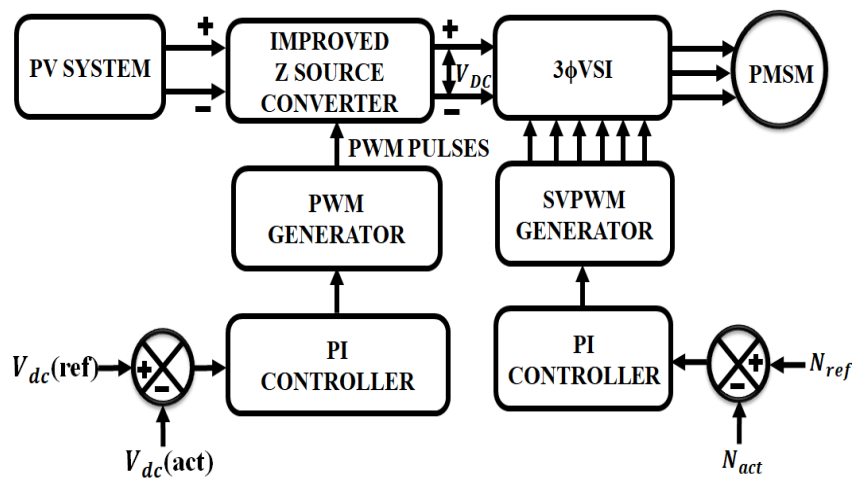 PV SYSTEM
+
−
IMPROVED
Z SOURCE
CONVERTER
+
V_DC
−
3ϕVSI
PMSM
PWM PULSES
PWM
GENERATOR
SVPWM
GENERATOR
PI
CONTROLLER
PI
CONTROLLER
V_dc(ref)
+
−
V_dc(act)
+
−
N_ref
N_act